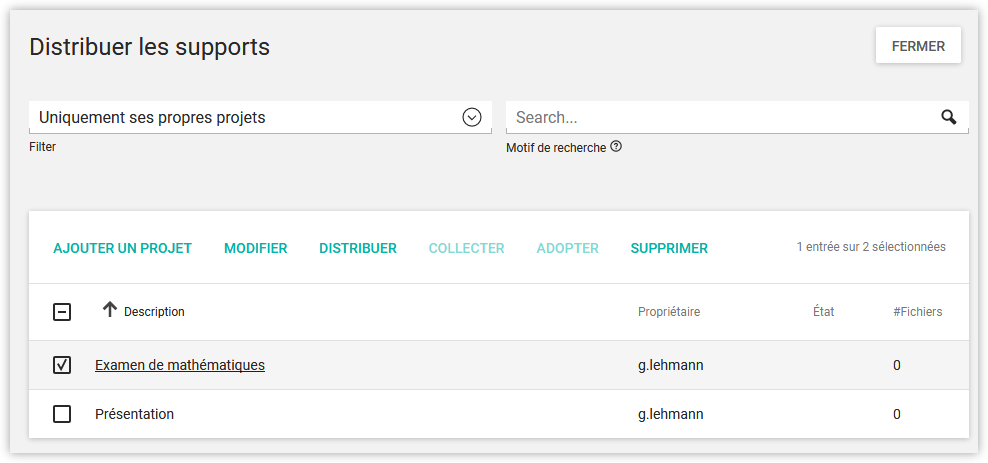 Distribuer les supports
FERMER
Uniquement ses propres projets
Search...
Filter
Motif de recherche
AJOUTER UN PROJET MODIFIER DISTRIBUER COLLECTER ADOPTER SUPPRIMER 1 entrée sur 2 sélectionnées
Description Propriétaire État #Fichiers
Examen de mathématiques g.lehmann 0
Présentation g.lehmann 0